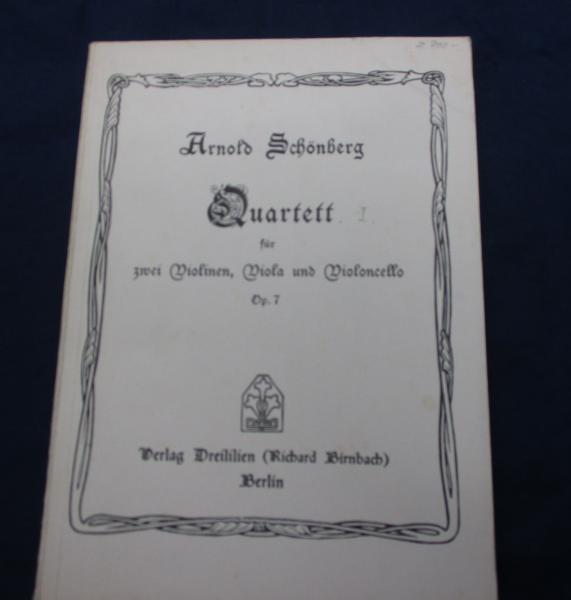 Arnold Schönberg
Quartett I.
für
zwei Violinen, Viola und Violoncello
Op. 7
Verlag Dreililien (Richard Birnbach)
Berlin